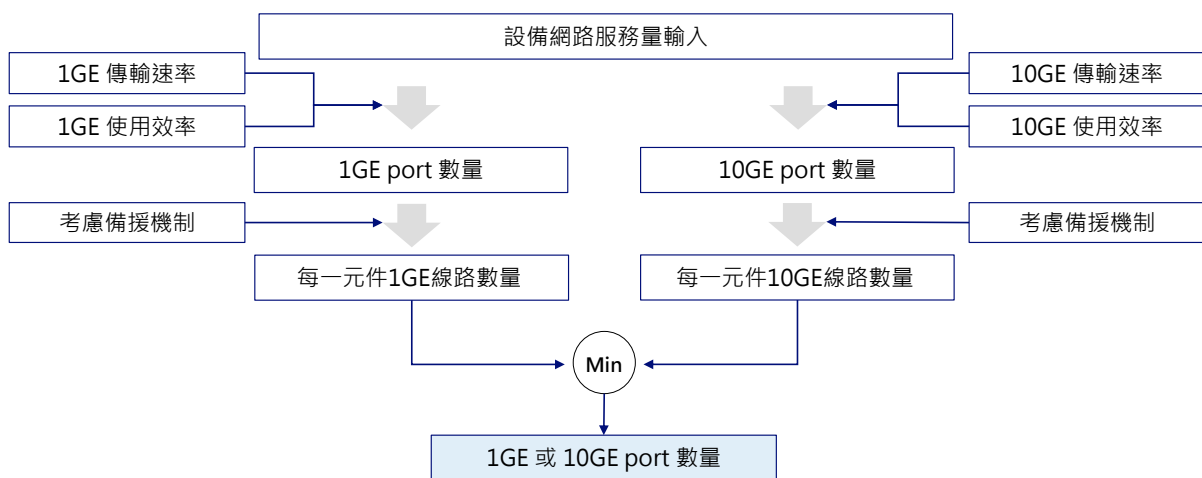 設備網路服務量輸入
1GE 傳輸速率
10GE 傳輸速率
1GE 使用效率
10GE 使用效率
1GE port 數量
10GE port 數量
考慮備援機制
考慮備援機制
每一元件1GE線路數量
每一元件10GE線路數量
Min
1GE 或 10GE port 數量